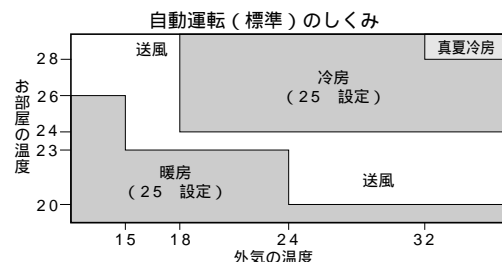 自動運転(標準)のしくみ
送風
真夏冷房
28
冷房
(25 設定)
お部屋の温度
26
24
23
暖房
(25 設定)
送風
20
15 18 24 32
外気の温度